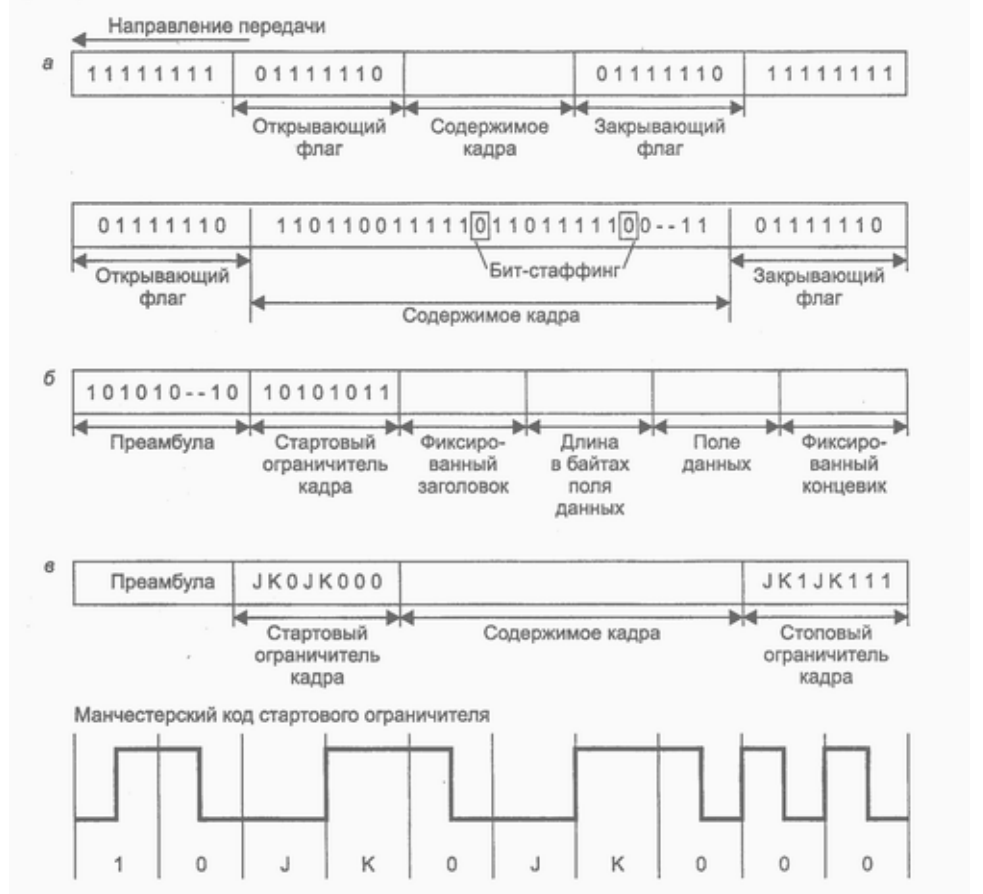 Направление передачи
а
11111111 01111110 01111110 11111111
Открывающий флаг
Содержимое кадра
Закрывающий флаг
01111110 11011001111101101111100--11 01111110
Бит-стаффинг
Открывающий флаг
Содержимое кадра
Закрывающий флаг
б
101010--10 10101011
Преамбула
Стартовый ограничитель кадра
Фиксиро-
ванный
заголовок
Длина
в байтах
поля
данных
Поле
данных
Фиксиро-
ванный
концевик
в
Преамбула JK0JK000 JK1JK111
Стартовый
ограничитель
кадра
Содержимое кадра
Стоповый
ограничитель
кадра
Манчестерский код стартового ограничителя
1 0 J K 0 J K 0 0 0